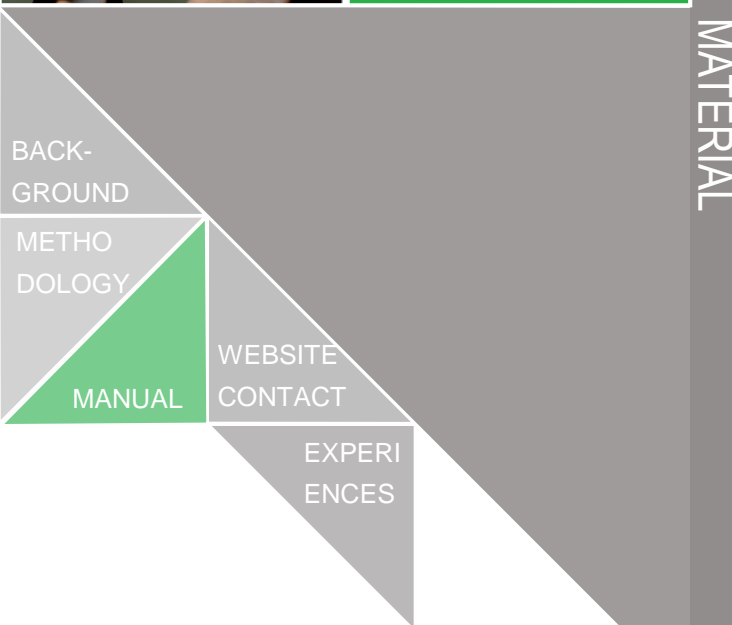 MATERIAL
BACK-
GROUND
METHO
DOLOGY
MANUAL
WEBSITE
CONTACT
EXPERI
ENCES